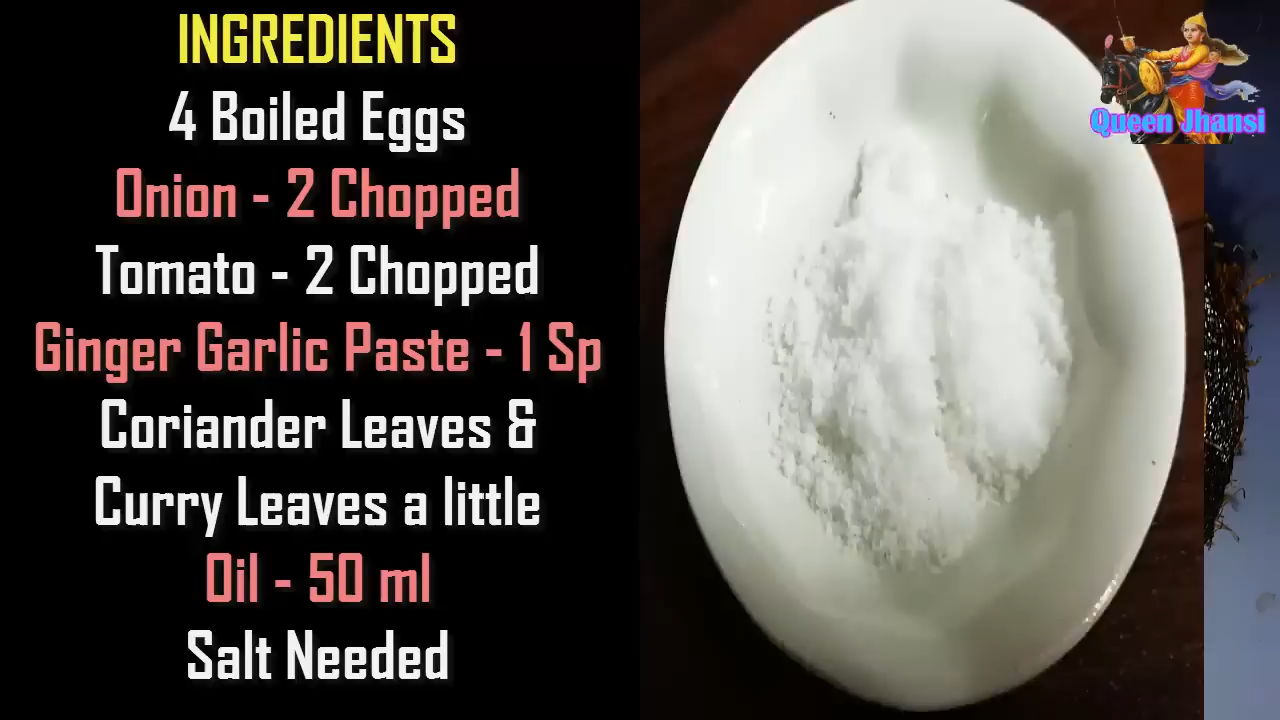 INGREDIENTS
4 Boiled Eggs
Onion - 2 Chopped
Tomato - 2 Chopped
Ginger Garlic Paste - 1 Sp
Coriander Leaves &
Curry Leaves a little
Oil - 50 ml
Salt Needed
Queen Jhansi